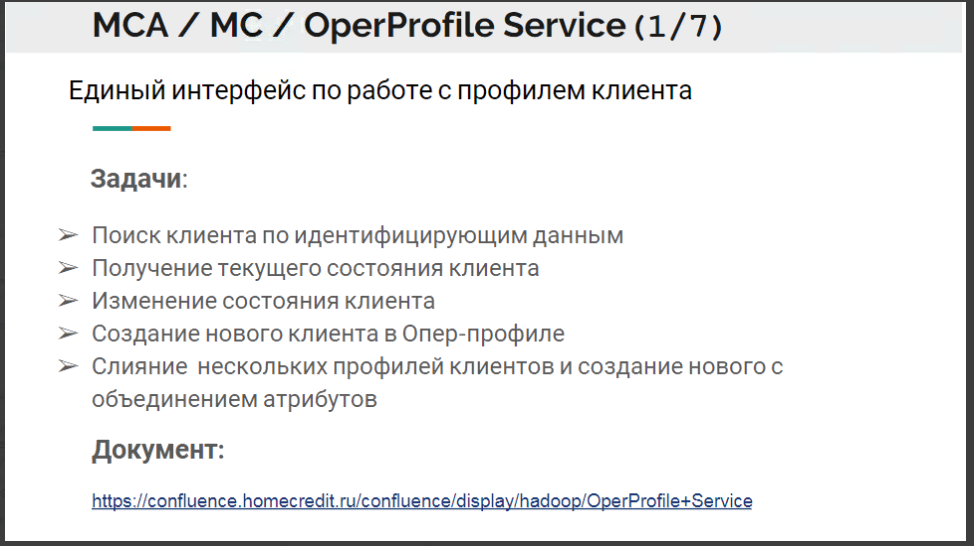 MCA / MC / OperProfile Service (1/7)
Единый интерфейс по работе с профилем клиента
Задачи:
➢ Поиск клиента по идентифицирующим данным
➢ Получение текущего состояния клиента
➢ Изменение состояния клиента
➢ Создание нового клиента в Опер-профиле
➢ Слияние нескольких профилей клиентов и создание нового с
объединением атрибутов
Документ:
https://confluence.homecredit.ru/confluence/display/hadoop/OperProfile+Service